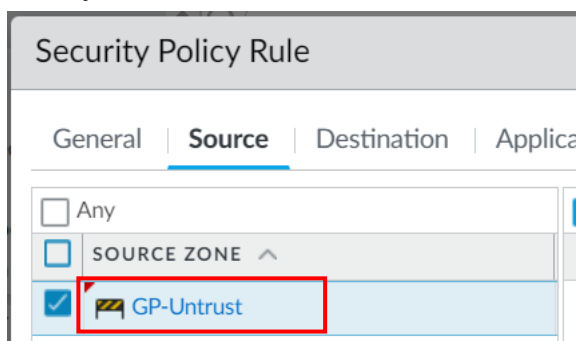 Security Policy Rule
General Source Destination Applica
Any
SOURCE ZONE
GP-Untrust